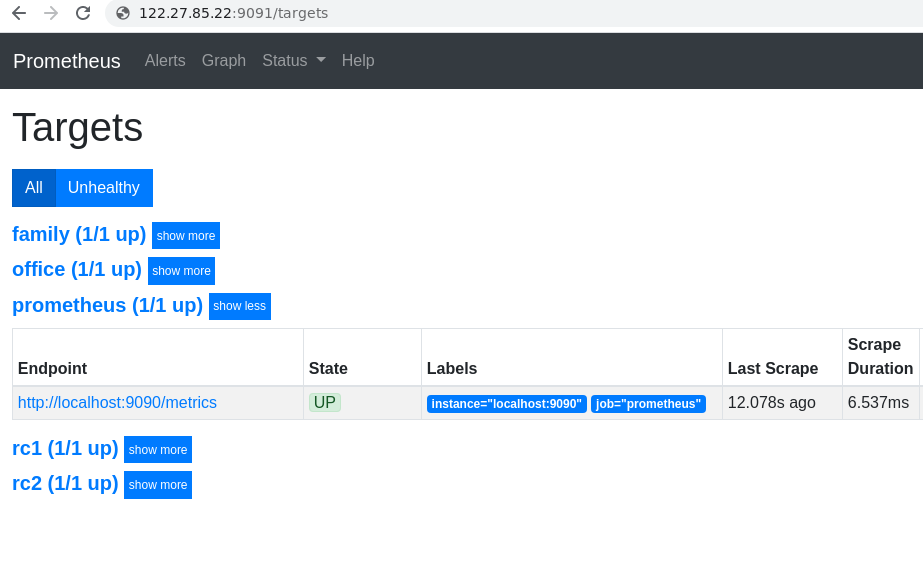 122.27.85.22:9091/targets
Prometheus Alerts Graph Status Help
Targets
All Unhealthy
family (1/1 up) show more
office (1/1 up) show more
prometheus (1/1 up) show less
Endpoint State Labels Last Scrape Scrape Duration
http://localhost:9090/metrics UP instance="localhost:9090" job="prometheus" 12.078s ago 6.537ms
rc1 (1/1 up) show more
rc2 (1/1 up) show more